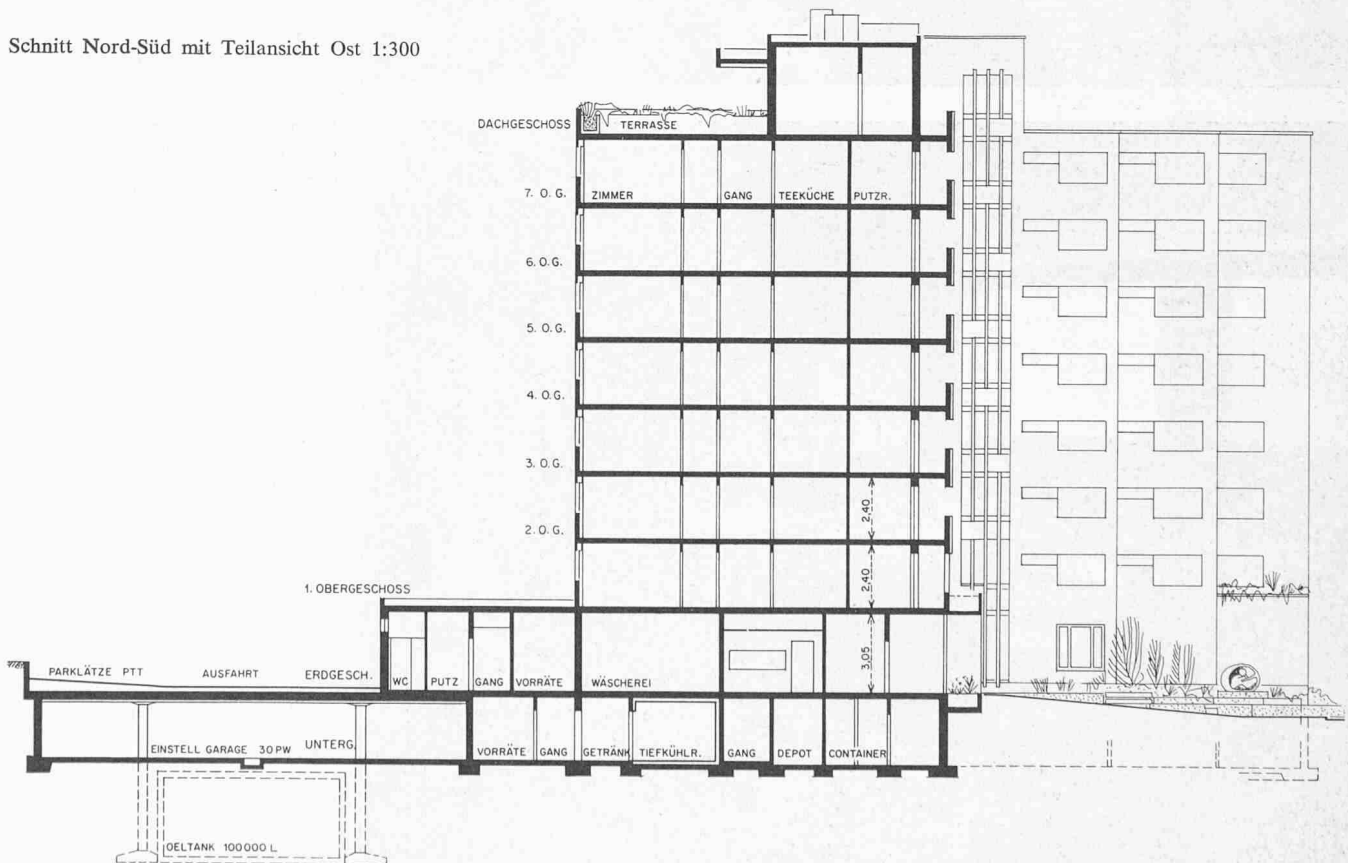 Schnitt Nord-Süd mit Teilansicht Ost 1:300
DACHGESCHOSS
TERRASSE
7. O. G.
ZIMMER
GANG
TEEKÜCHE
PUTZR.
6. O. G.
5. O. G.
4. O. G.
3. O. G.
2,40
2. O. G.
2,40
1. OBERGESCHOSS
3,05
PARKLÄTZE PTT
AUSFAHRT
ERDGESCH.
WC
PUTZ
GANG
VORRÄTE
WÄSCHEREI
EINSTELL GARAGE 30 PW
UNTERG.
VORRÄTE
GANG
GETRÄNK
TIEFKÜHLR.
GANG
DEPOT
CONTAINER
OELTANK 100000 L